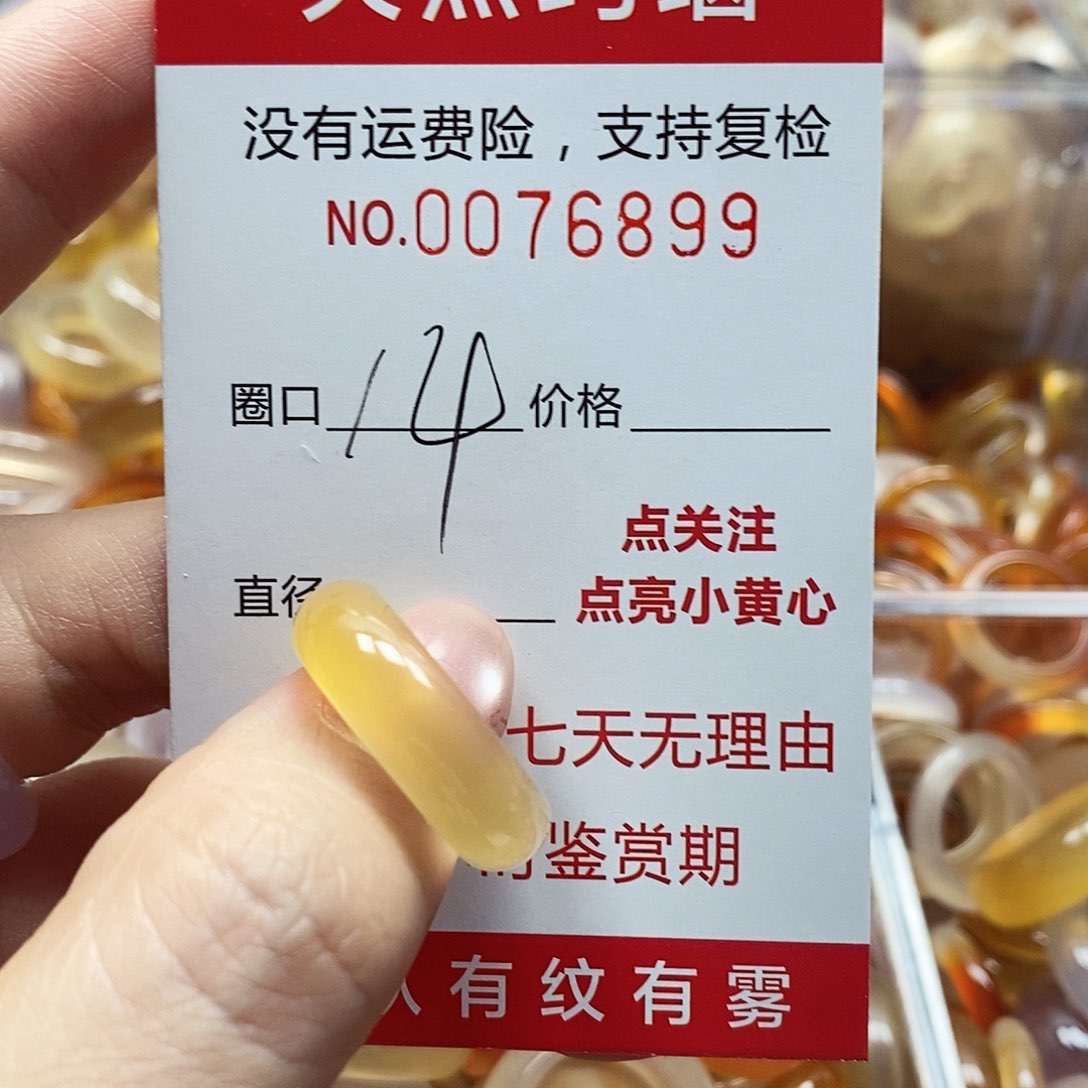 没有运费险，支持复检
NO.0076899
圈口 14 价格
点关注
直径
点亮小黄心
七天无理由
鉴赏期
有纹有雾